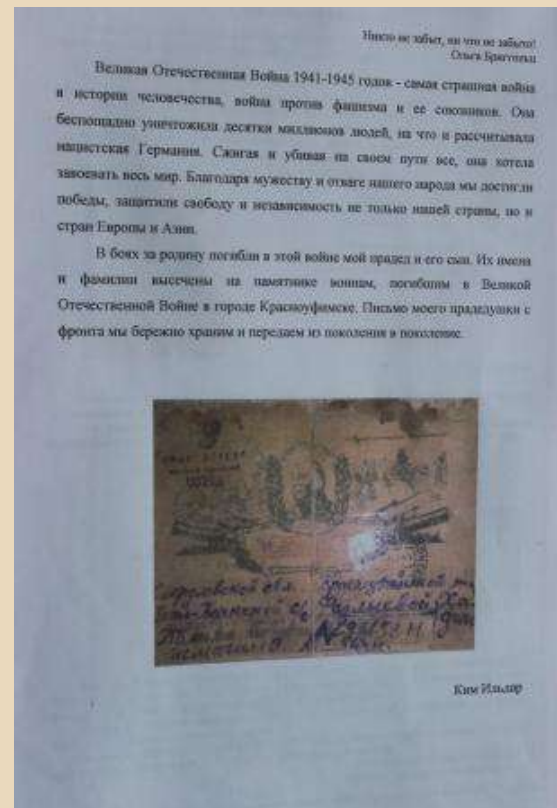 Никто не забыт, ни что не забыто!
Ольга Берггольц
Великая Отечественная Война 1941-1945 годов - самая страшная война
в истории человечества, война против фашизма и ее союзников. Она
беспощадно уничтожила десятки миллионов людей, на что и рассчитывала
нацистская Германия. Сжигая и убивая на своем пути все, она хотела
завоевать весь мир. Благодаря мужеству и отваге нашего народа мы достигли
победы, защитили свободу и независимость не только нашей страны, но и
стран Европы и Азии.
В боях за родину погибли в этой войне мой прадед и его сын. Их имена
и фамилии высечены на памятнике воинам, погибшим в Великой
Отечественной Войне в городе Красноуфимске. Письмо моего прадедушки с
фронта мы бережно храним и передаем из поколения в поколение.
обл.
Ким Ильдар